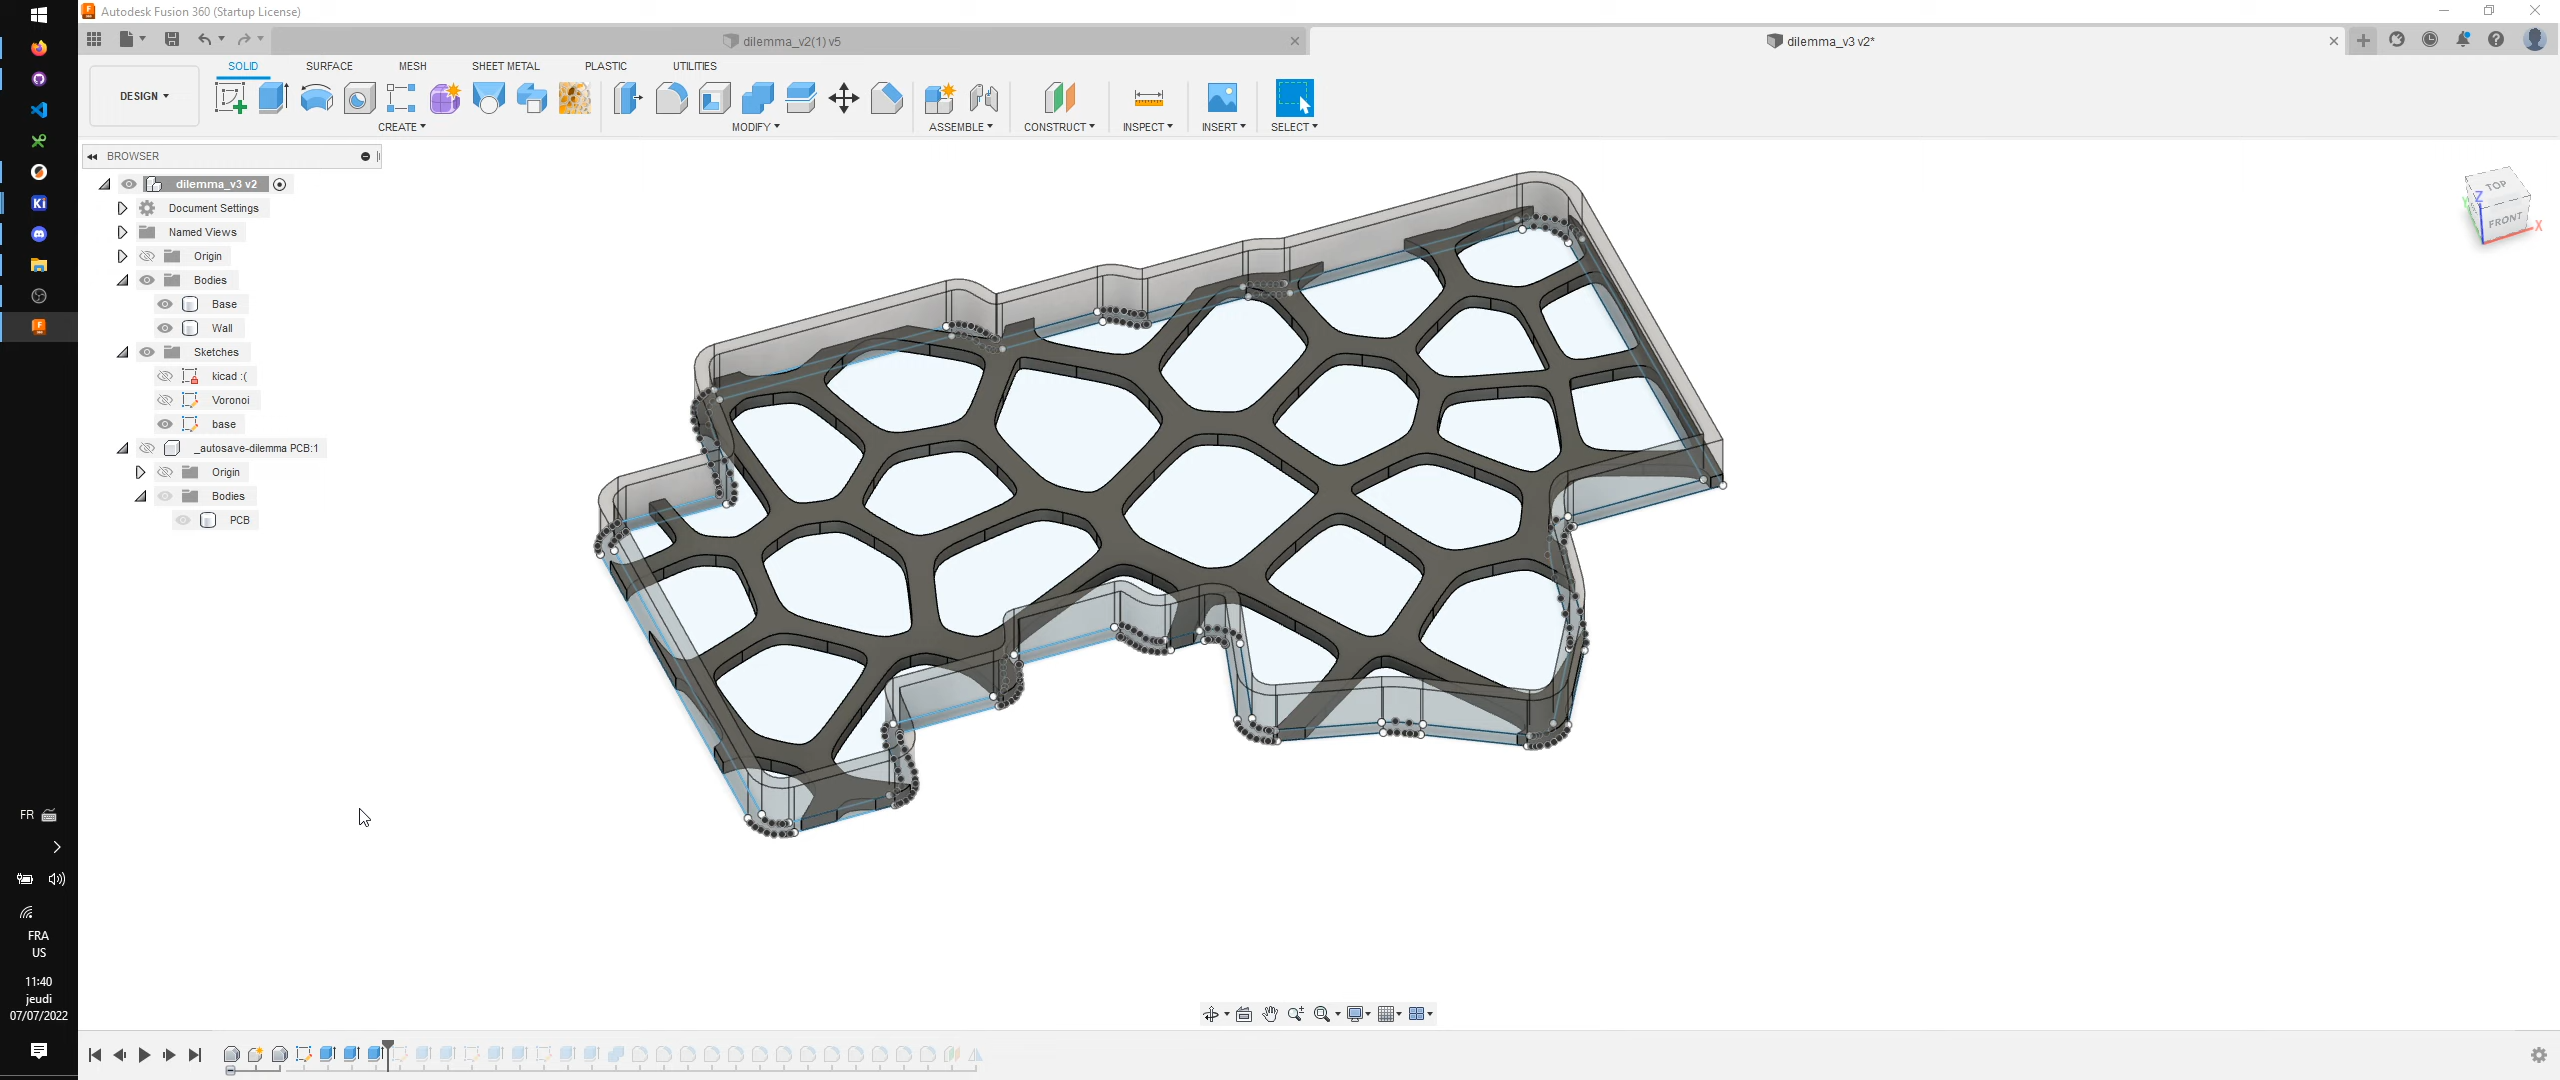 Autodesk Fusion 360 (Startup License)
dilemma_v2(1) v5
dilemma_v3 v2*
SOLID SURFACE MESH SHEET METAL PLASTIC UTILITIES
DESIGN
CREATE MODIFY ASSEMBLE CONSTRUCT INSPECT INSERT SELECT
BROWSER
dilemma_v3 v2
Document Settings
Named Views
Origin
Bodies
Base
Wall
Sketches
kicad :(
Voronoi
base
_autosave-dilemma PCB:1
Origin
Bodies
PCB
TOP
FRONT
Z
X
Ki
FR
FRA
US
11:40
jeudi
07/07/2022